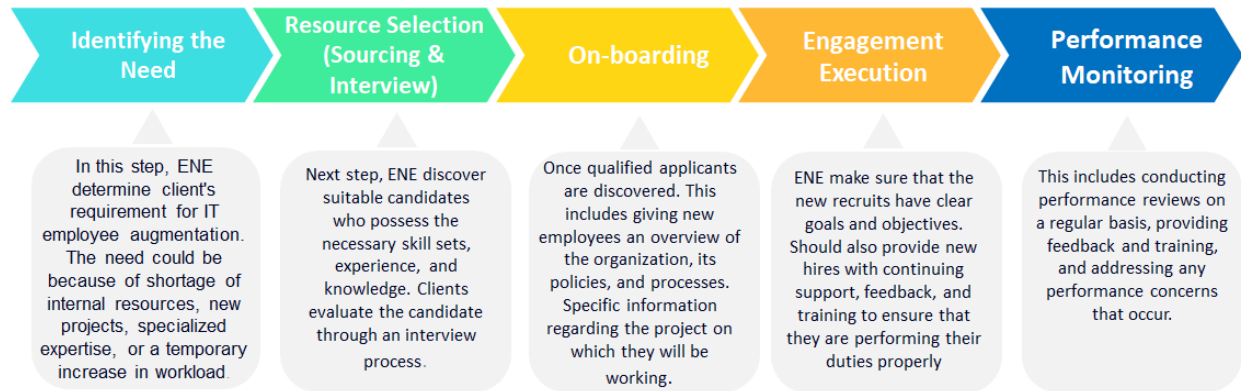 Identifying the
Need
Resource Selection
(Sourcing &
Interview)
On-boarding
Engagement
Execution
Performance
Monitoring
In this step, ENE
determine client's
requirement for IT
employee augmentation.
The need could be
because of shortage of
internal resources, new
projects, specialized
expertise, or a temporary
increase in workload.
Next step, ENE discover
suitable candidates
who possess the
necessary skill sets,
experience, and
knowledge. Clients
evaluate the candidate
through an interview
process.
Once qualified applicants
are discovered. This
includes giving new
employees an overview of
the organization, its
policies, and processes.
Specific information
regarding the project on
which they will be
working.
ENE make sure that the
new recruits have clear
goals and objectives.
Should also provide new
hires with continuing
support, feedback, and
training to ensure that
they are performing their
duties properly
This includes conducting
performance reviews on
a regular basis, providing
feedback and training,
and addressing any
performance concerns
that occur.